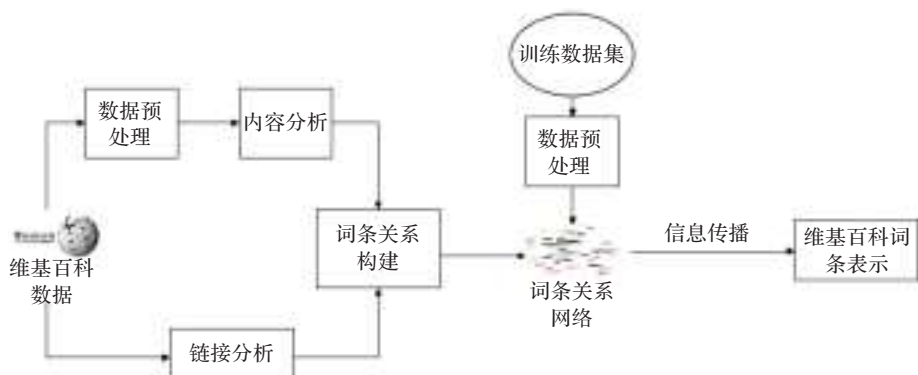 训练数据集
数据预
处理
内容分析
数据预
处理
维基百科
数据
词条关系
构建
信息传播
维基百科词
条表示
词条关系
网络
链接分析